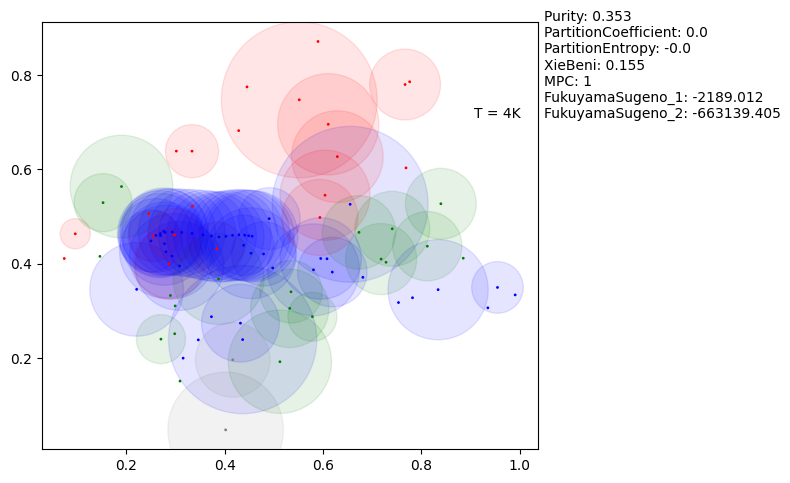 Purity: 0.353
PartitionCoefficient: 0.0
PartitionEntropy: -0.0
XieBeni: 0.155
MPC: 1
FukuyamaSugeno_1: -2189.012
FukuyamaSugeno_2: -663139.405
T = 4K
0.8
0.6
0.4
0.2
0.2
0.4
0.6
0.8
1.0